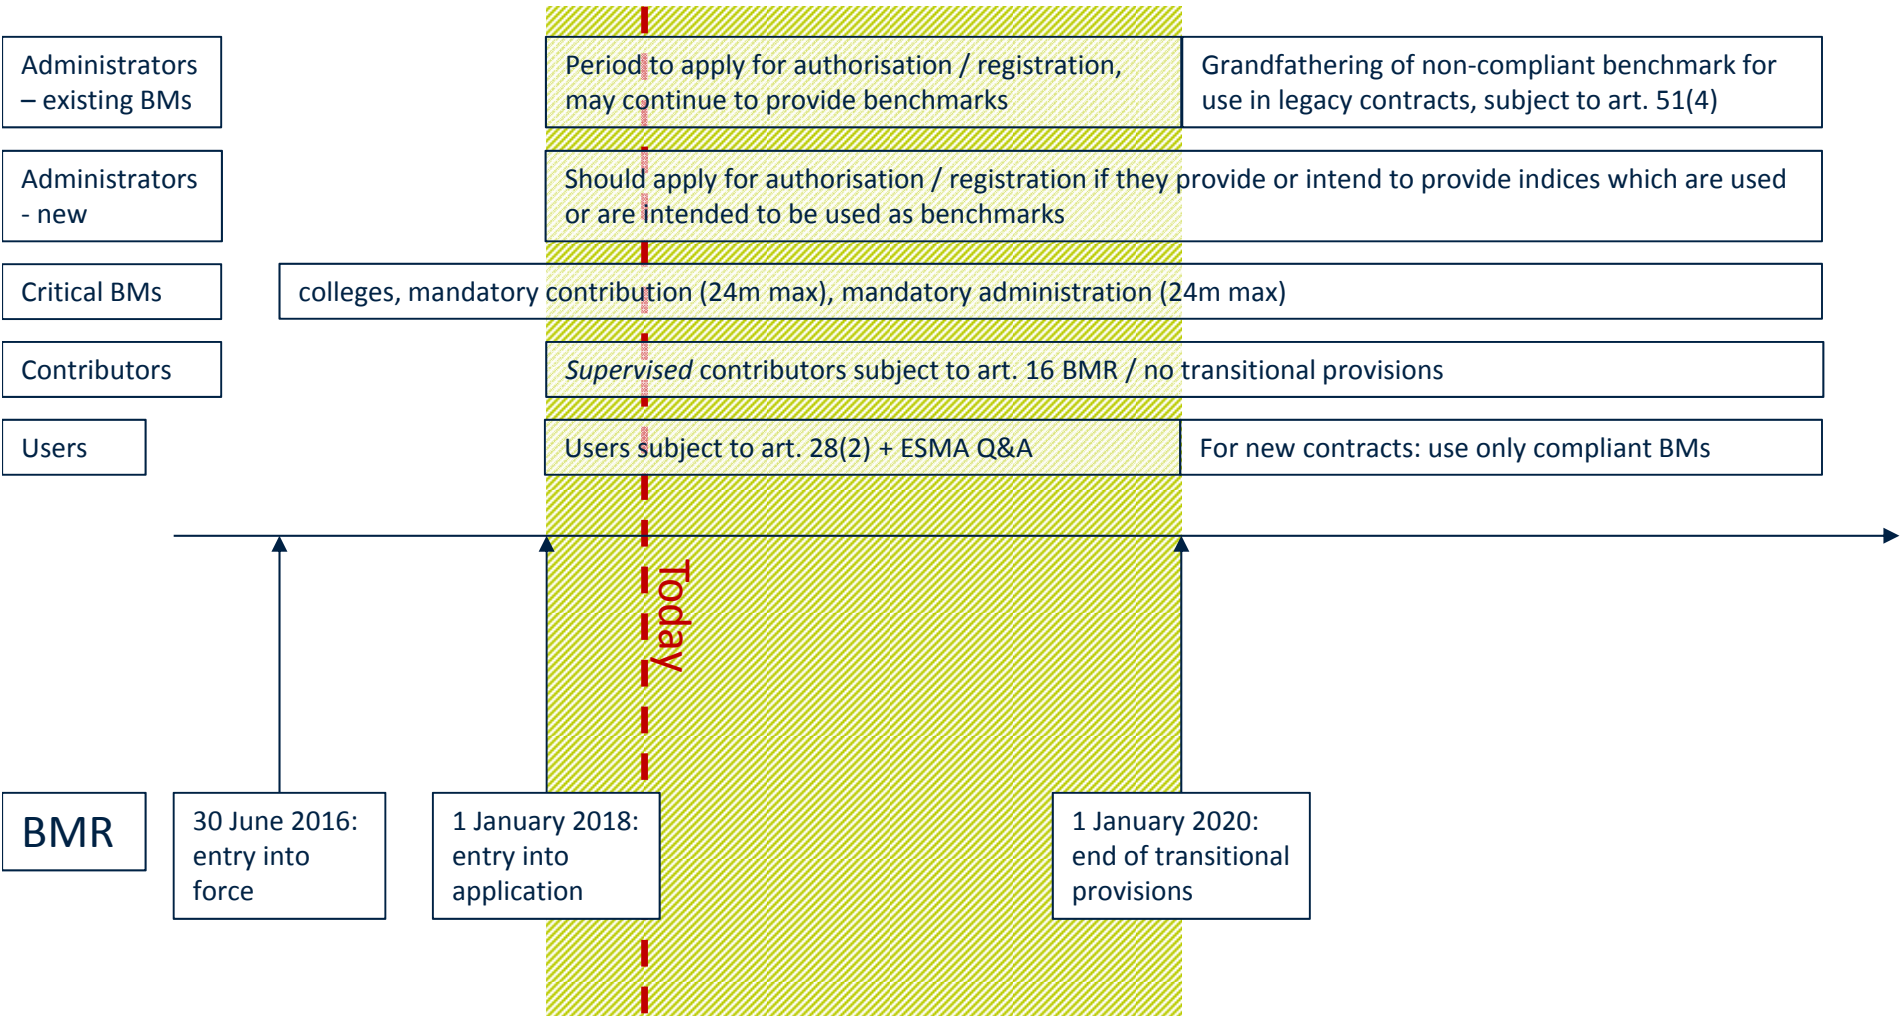 Administrators
– existing BMs
Period to apply for authorisation / registration,
may continue to provide benchmarks
Grandfathering of non-compliant benchmark for
use in legacy contracts, subject to art. 51(4)
Administrators
- new
Should apply for authorisation / registration if they provide or intend to provide indices which are used
or are intended to be used as benchmarks
Critical BMs
colleges, mandatory contribution (24m max), mandatory administration (24m max)
Contributors
Supervised contributors subject to art. 16 BMR / no transitional provisions
Users
Users subject to art. 28(2) + ESMA Q&A
For new contracts: use only compliant BMs
Today
BMR
30 June 2016:
entry into
force
1 January 2018:
entry into
application
1 January 2020:
end of transitional
provisions